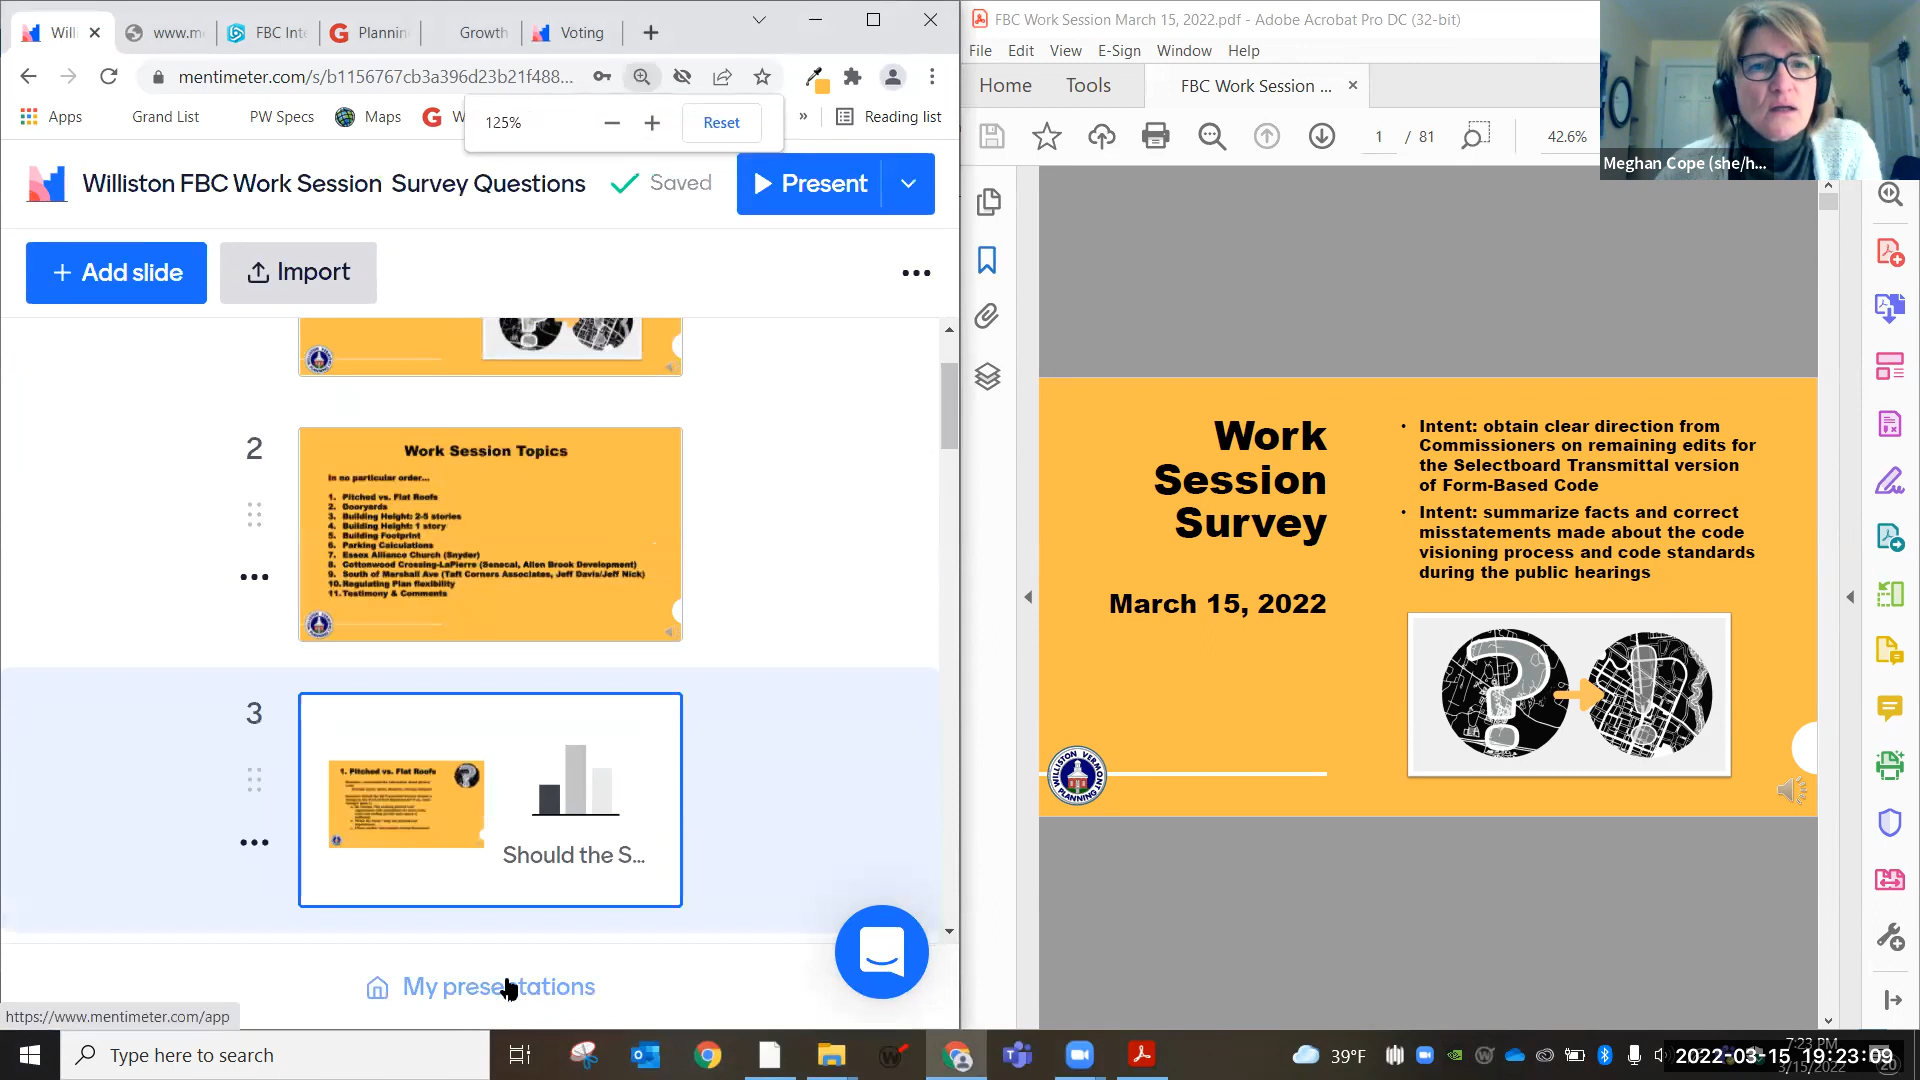 Will
www.m
FBC Inte
Plannin
Growth
Voting
mentimeter.com/s/b1156767cb3a396d23b21f488...
Apps
Grand List
PW Specs
Maps
W
»
Reading list
125%
Reset
Williston FBC Work Session Survey Questions
Saved
Present
+ Add slide
Import
2
Work Session Topics
In no particular order...
1. Pitched vs. Flat Roofs
2. Dooryards
3. Building Height: 2-5 stories
4. Building Height: 1 story
5. Building Footprint
6. Parking Calculations
7. Essex Alliance Church (Snyder)
8. Cottonwood Crossing-LaPierre (Senecal, Allen Brook Development)
9. South of Marshall Ave (Taft Corners Associates, Jeff Davis/Jeff Nick)
10. Regulating Plan flexibility
11. Testimony & Comments
3
1. Pitched vs. Flat Roofs
Should the S...
My presentations
https://www.mentimeter.com/app
FBC Work Session March 15, 2022.pdf - Adobe Acrobat Pro DC (32-bit)
File Edit View E-Sign Window Help
Home Tools FBC Work Session ...
1 / 81
42.6%
Meghan Cope (she/h...
Work
Session
Survey
March 15, 2022
• Intent: obtain clear direction from
Commissioners on remaining edits for
the Selectboard Transmittal version
of Form-Based Code
• Intent: summarize facts and correct
misstatements made about the code
visioning process and code standards
during the public hearings
WILLISTON VERMONT
PLANNING
Type here to search
39°F
7:23 PM
2022-03-15 19:23:09
3/15/2022
20